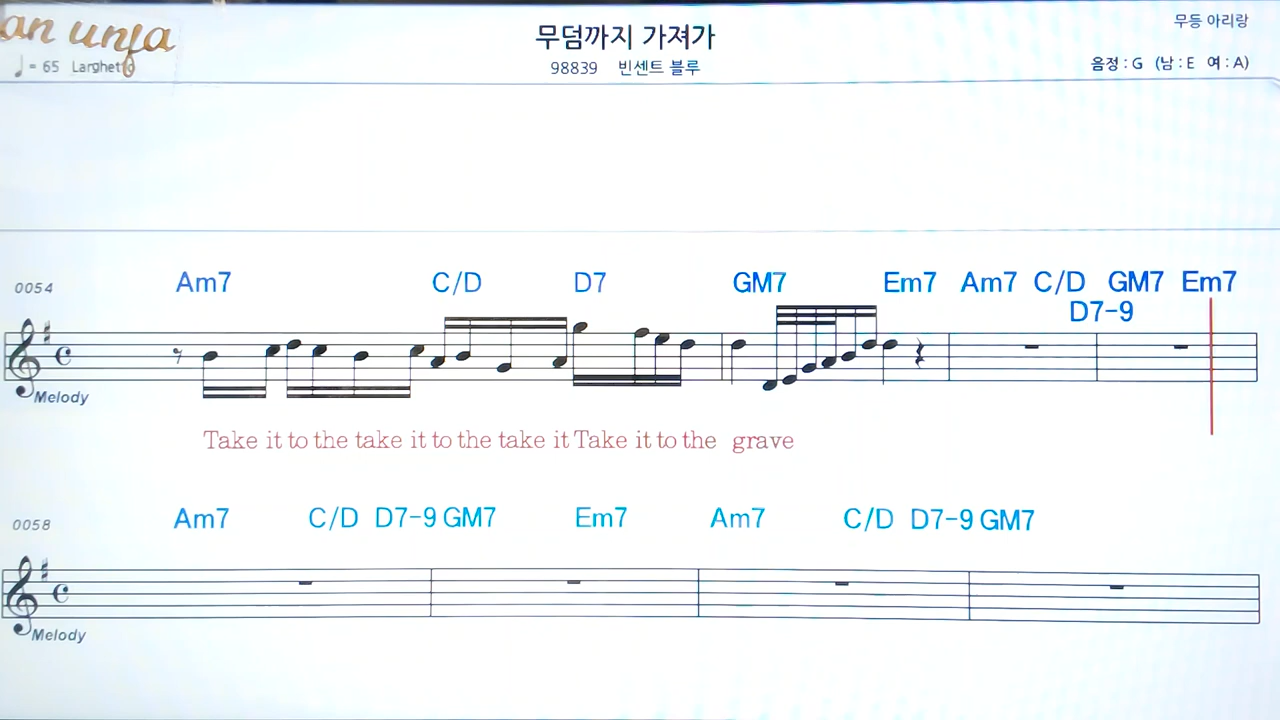 무등 아리랑
무덤까지 가져가
♩= 65 Larghetto
98839 빈센트 블루
음정 : G (남 : E 여 : A)
Am7 C/D D7 GM7 Em7 Am7 C/D GM7 Em7
0054
D7-9
Melody
Take it to the take it to the take it Take it to the grave
Am7 C/D D7-9 GM7 Em7 Am7 C/D D7-9 GM7
0058
Melody